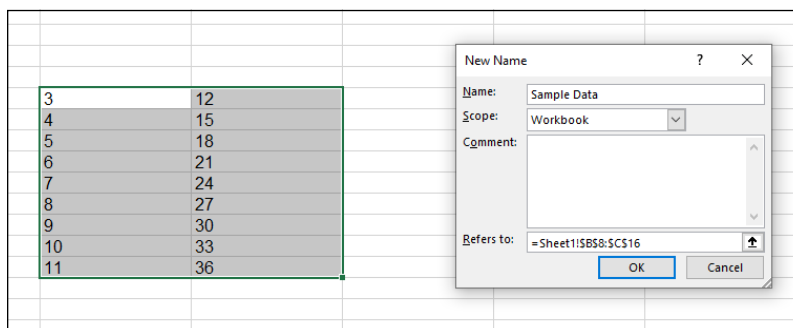 3 12
4 15
5 18
6 21
7 24
8 27
9 30
10 33
11 36
New Name ? X
Name: Sample Data
Scope: Workbook
Comment:
Refers to: =Sheet1!$B$8:$C$16
OK Cancel